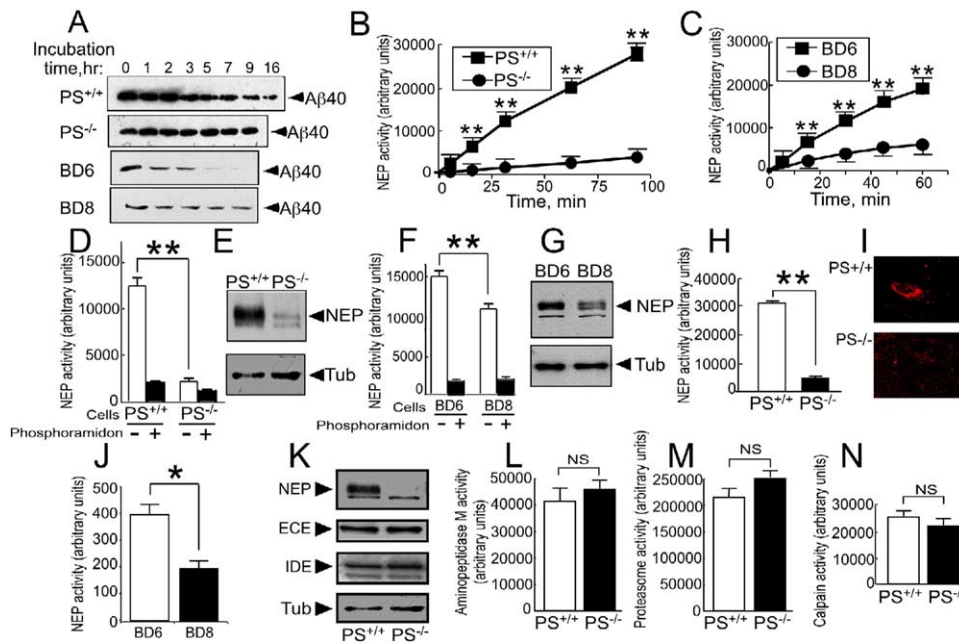 A
Incubation
time,hr: 0 1 2 3 5 7 9 16
PS+/+ Aβ40
PS-/- Aβ40
BD6 Aβ40
BD8 Aβ40
B
NEP activity (arbitrary units)
30000
20000
10000
0
PS+/+
PS-/-
** ** ** **
0 25 50 75 100
Time, min
C
NEP activity (arbitrary units)
30000
20000
10000
0
BD6
BD8
** ** ** **
0 20 40 60
Time, min
D
NEP activity (arbitrary units)
15000
10000
5000
0
**
Cells PS+/+ PS-/-
Phosphoramidon - + - +
E
PS+/+ PS-/-
NEP
Tub
F
NEP activity (arbitrary units)
15000
10000
5000
0
**
Cells BD6 BD8
Phosphoramidon - + - +
G
BD6 BD8
NEP
Tub
H
NEP activity (arbitrary units)
40000
30000
20000
10000
0
**
PS+/+ PS-/-
I
PS+/+
PS-/-
J
NEP activity (arbitrary units)
400
300
200
100
0
*
BD6 BD8
K
NEP
ECE
IDE
Tub
PS+/+ PS-/-
L
Aminopeptidase M activity
(arbitrary units)
50000
40000
30000
20000
10000
0
NS
PS+/+ PS-/-
M
Proteasome activity (arbitrary units)
250000
200000
150000
100000
50000
0
NS
PS+/+ PS-/-
N
Calpain activity (arbitrary units)
30000
20000
10000
0
NS
PS+/+ PS-/-